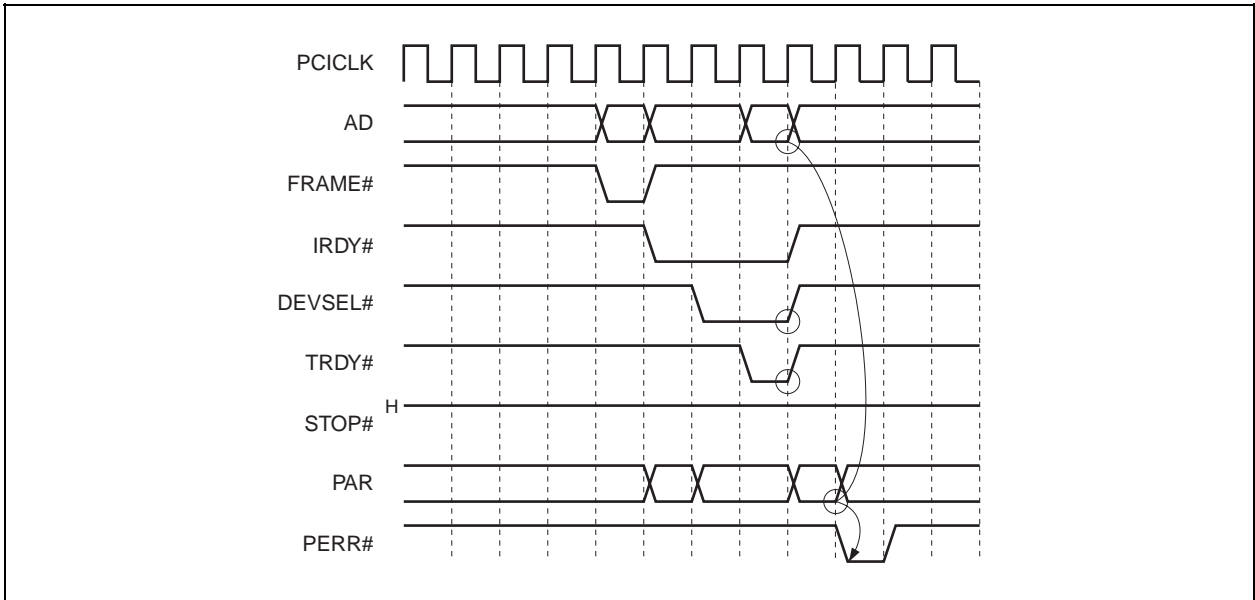 PCICLK
AD
FRAME#
IRDY#
DEVSEL#
TRDY#
H
STOP#
PAR
PERR#